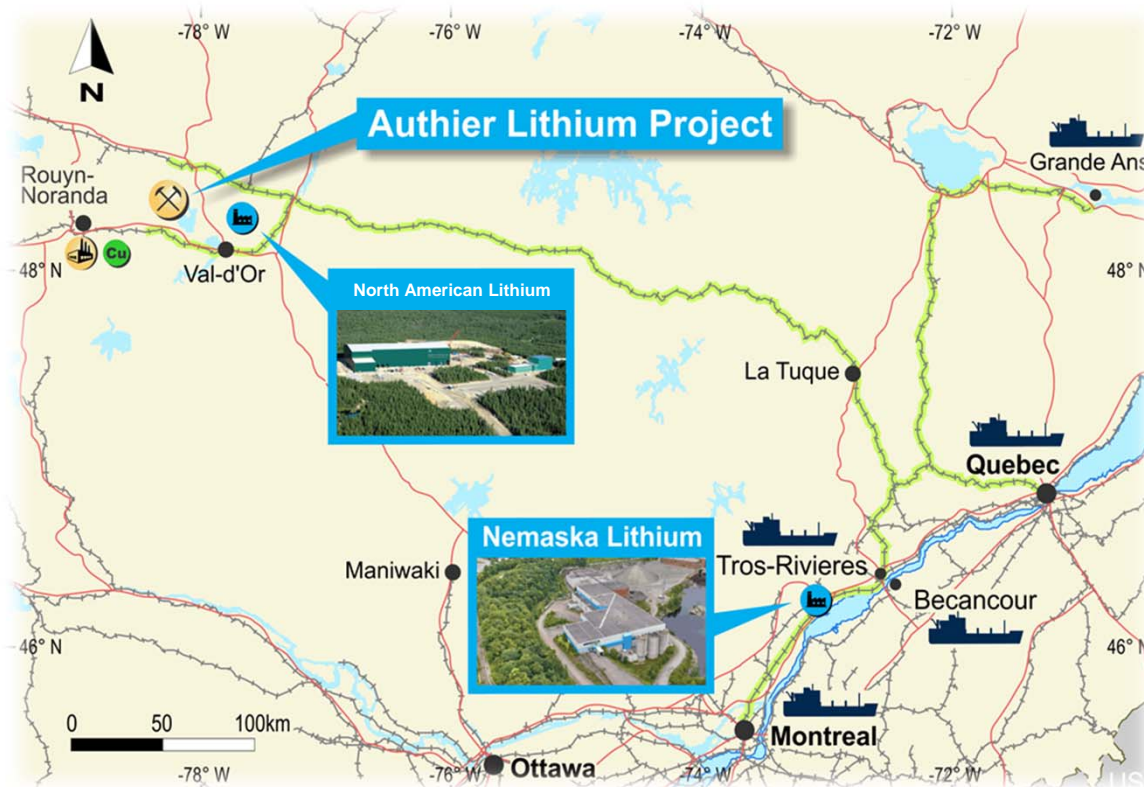 -78° W
-76° W
-74° W
-72° W
N
Authier Lithium Project
Grande Ans
Rouyn-
Noranda
Cu
48° N
Val-d'Or
48° N
North American Lithium
La Tuque
Quebec
Nemaska Lithium
Tros-Rivieres
Maniwaki
Becancour
46° N
46° N
0 50 100km
Montreal
Ottawa
-78° W
-76° W
-74° W
-72° W
US